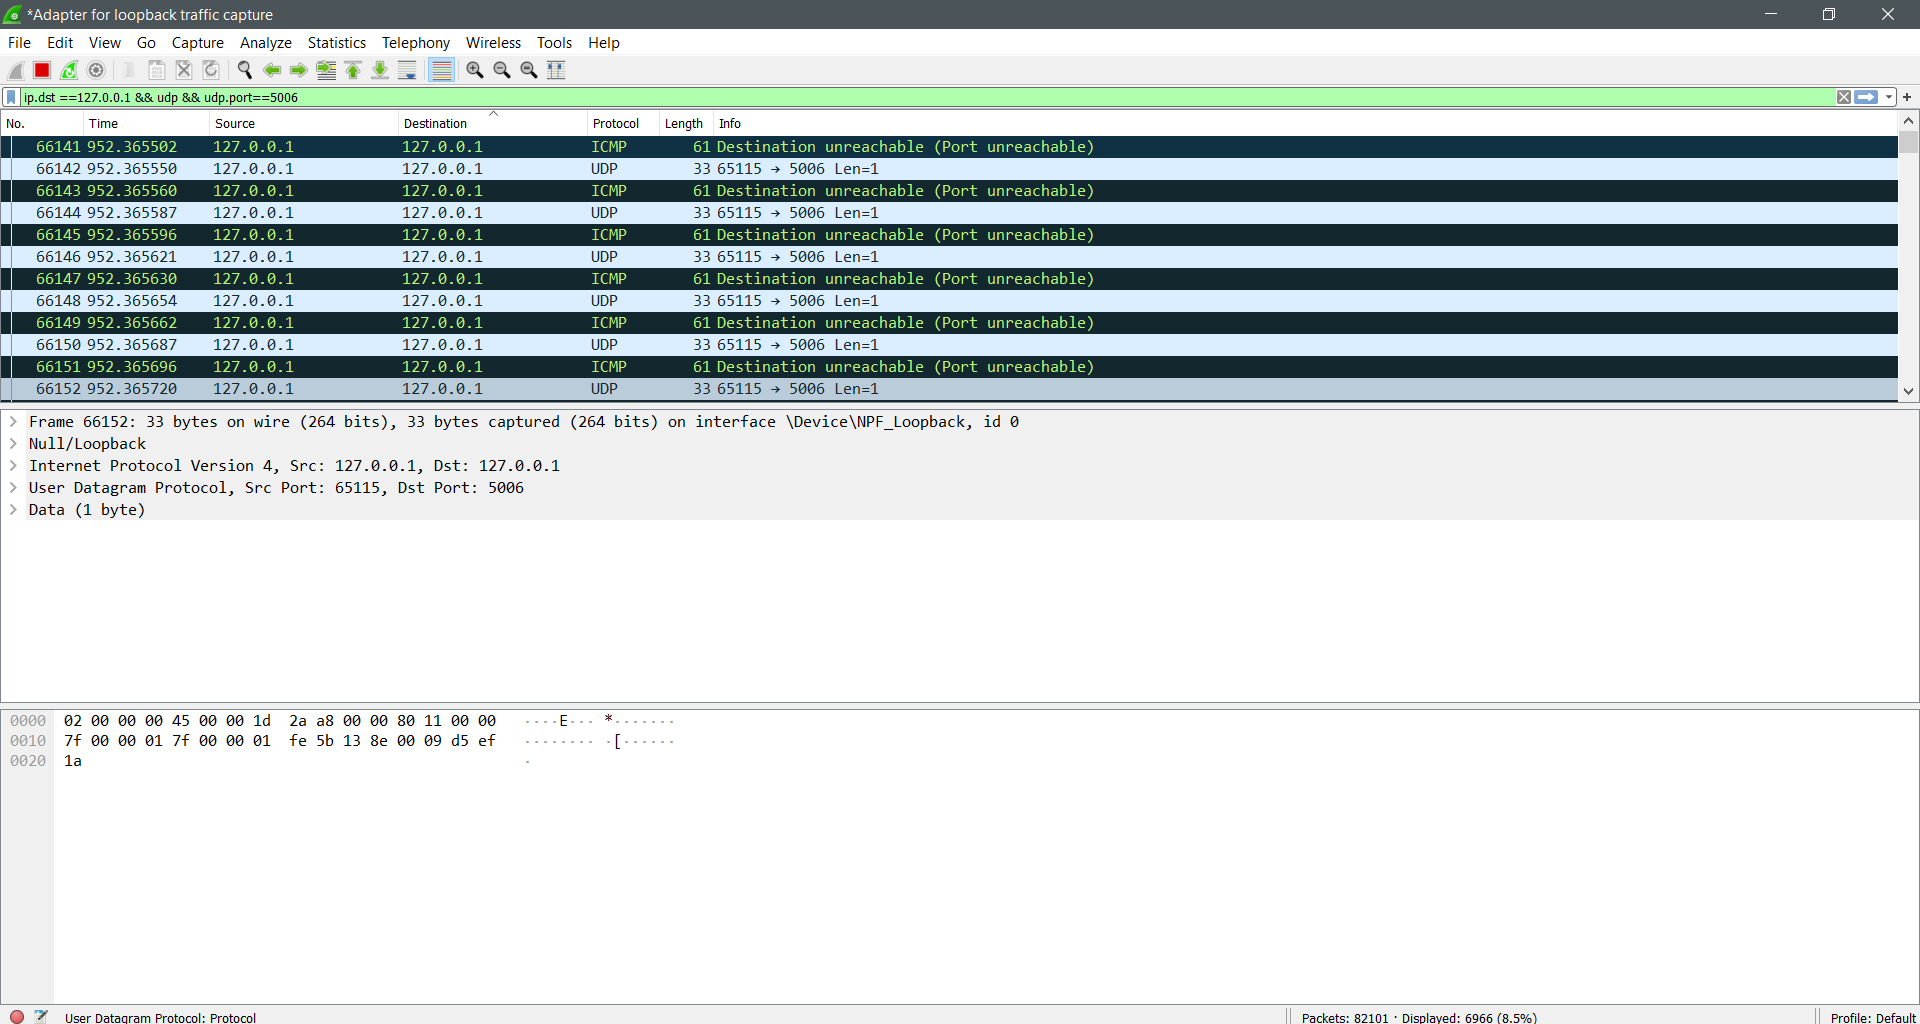 *Adapter for loopback traffic capture
File Edit View Go Capture Analyze Statistics Telephony Wireless Tools Help
ip.dst ==127.0.0.1 && udp && udp.port==5006
No. Time Source Destination Protocol Length Info
66141 952.365502 127.0.0.1 127.0.0.1 ICMP 61 Destination unreachable (Port unreachable)
66142 952.365550 127.0.0.1 127.0.0.1 UDP 33 65115 → 5006 Len=1
66143 952.365560 127.0.0.1 127.0.0.1 ICMP 61 Destination unreachable (Port unreachable)
66144 952.365587 127.0.0.1 127.0.0.1 UDP 33 65115 → 5006 Len=1
66145 952.365596 127.0.0.1 127.0.0.1 ICMP 61 Destination unreachable (Port unreachable)
66146 952.365621 127.0.0.1 127.0.0.1 UDP 33 65115 → 5006 Len=1
66147 952.365630 127.0.0.1 127.0.0.1 ICMP 61 Destination unreachable (Port unreachable)
66148 952.365654 127.0.0.1 127.0.0.1 UDP 33 65115 → 5006 Len=1
66149 952.365662 127.0.0.1 127.0.0.1 ICMP 61 Destination unreachable (Port unreachable)
66150 952.365687 127.0.0.1 127.0.0.1 UDP 33 65115 → 5006 Len=1
66151 952.365696 127.0.0.1 127.0.0.1 ICMP 61 Destination unreachable (Port unreachable)
66152 952.365720 127.0.0.1 127.0.0.1 UDP 33 65115 → 5006 Len=1
Frame 66152: 33 bytes on wire (264 bits), 33 bytes captured (264 bits) on interface \Device\NPF_Loopback, id 0
Null/Loopback
Internet Protocol Version 4, Src: 127.0.0.1, Dst: 127.0.0.1
User Datagram Protocol, Src Port: 65115, Dst Port: 5006
Data (1 byte)
0000 02 00 00 00 45 00 00 1d 2a a8 00 00 80 11 00 00 ····E··· *·······
0010 7f 00 00 01 7f 00 00 01 fe 5b 13 8e 00 09 d5 ef ········ ·[······
0020 1a ·
User Datagram Protocol: Protocol
Packets: 82101 · Displayed: 6966 (8.5%)
Profile: Default